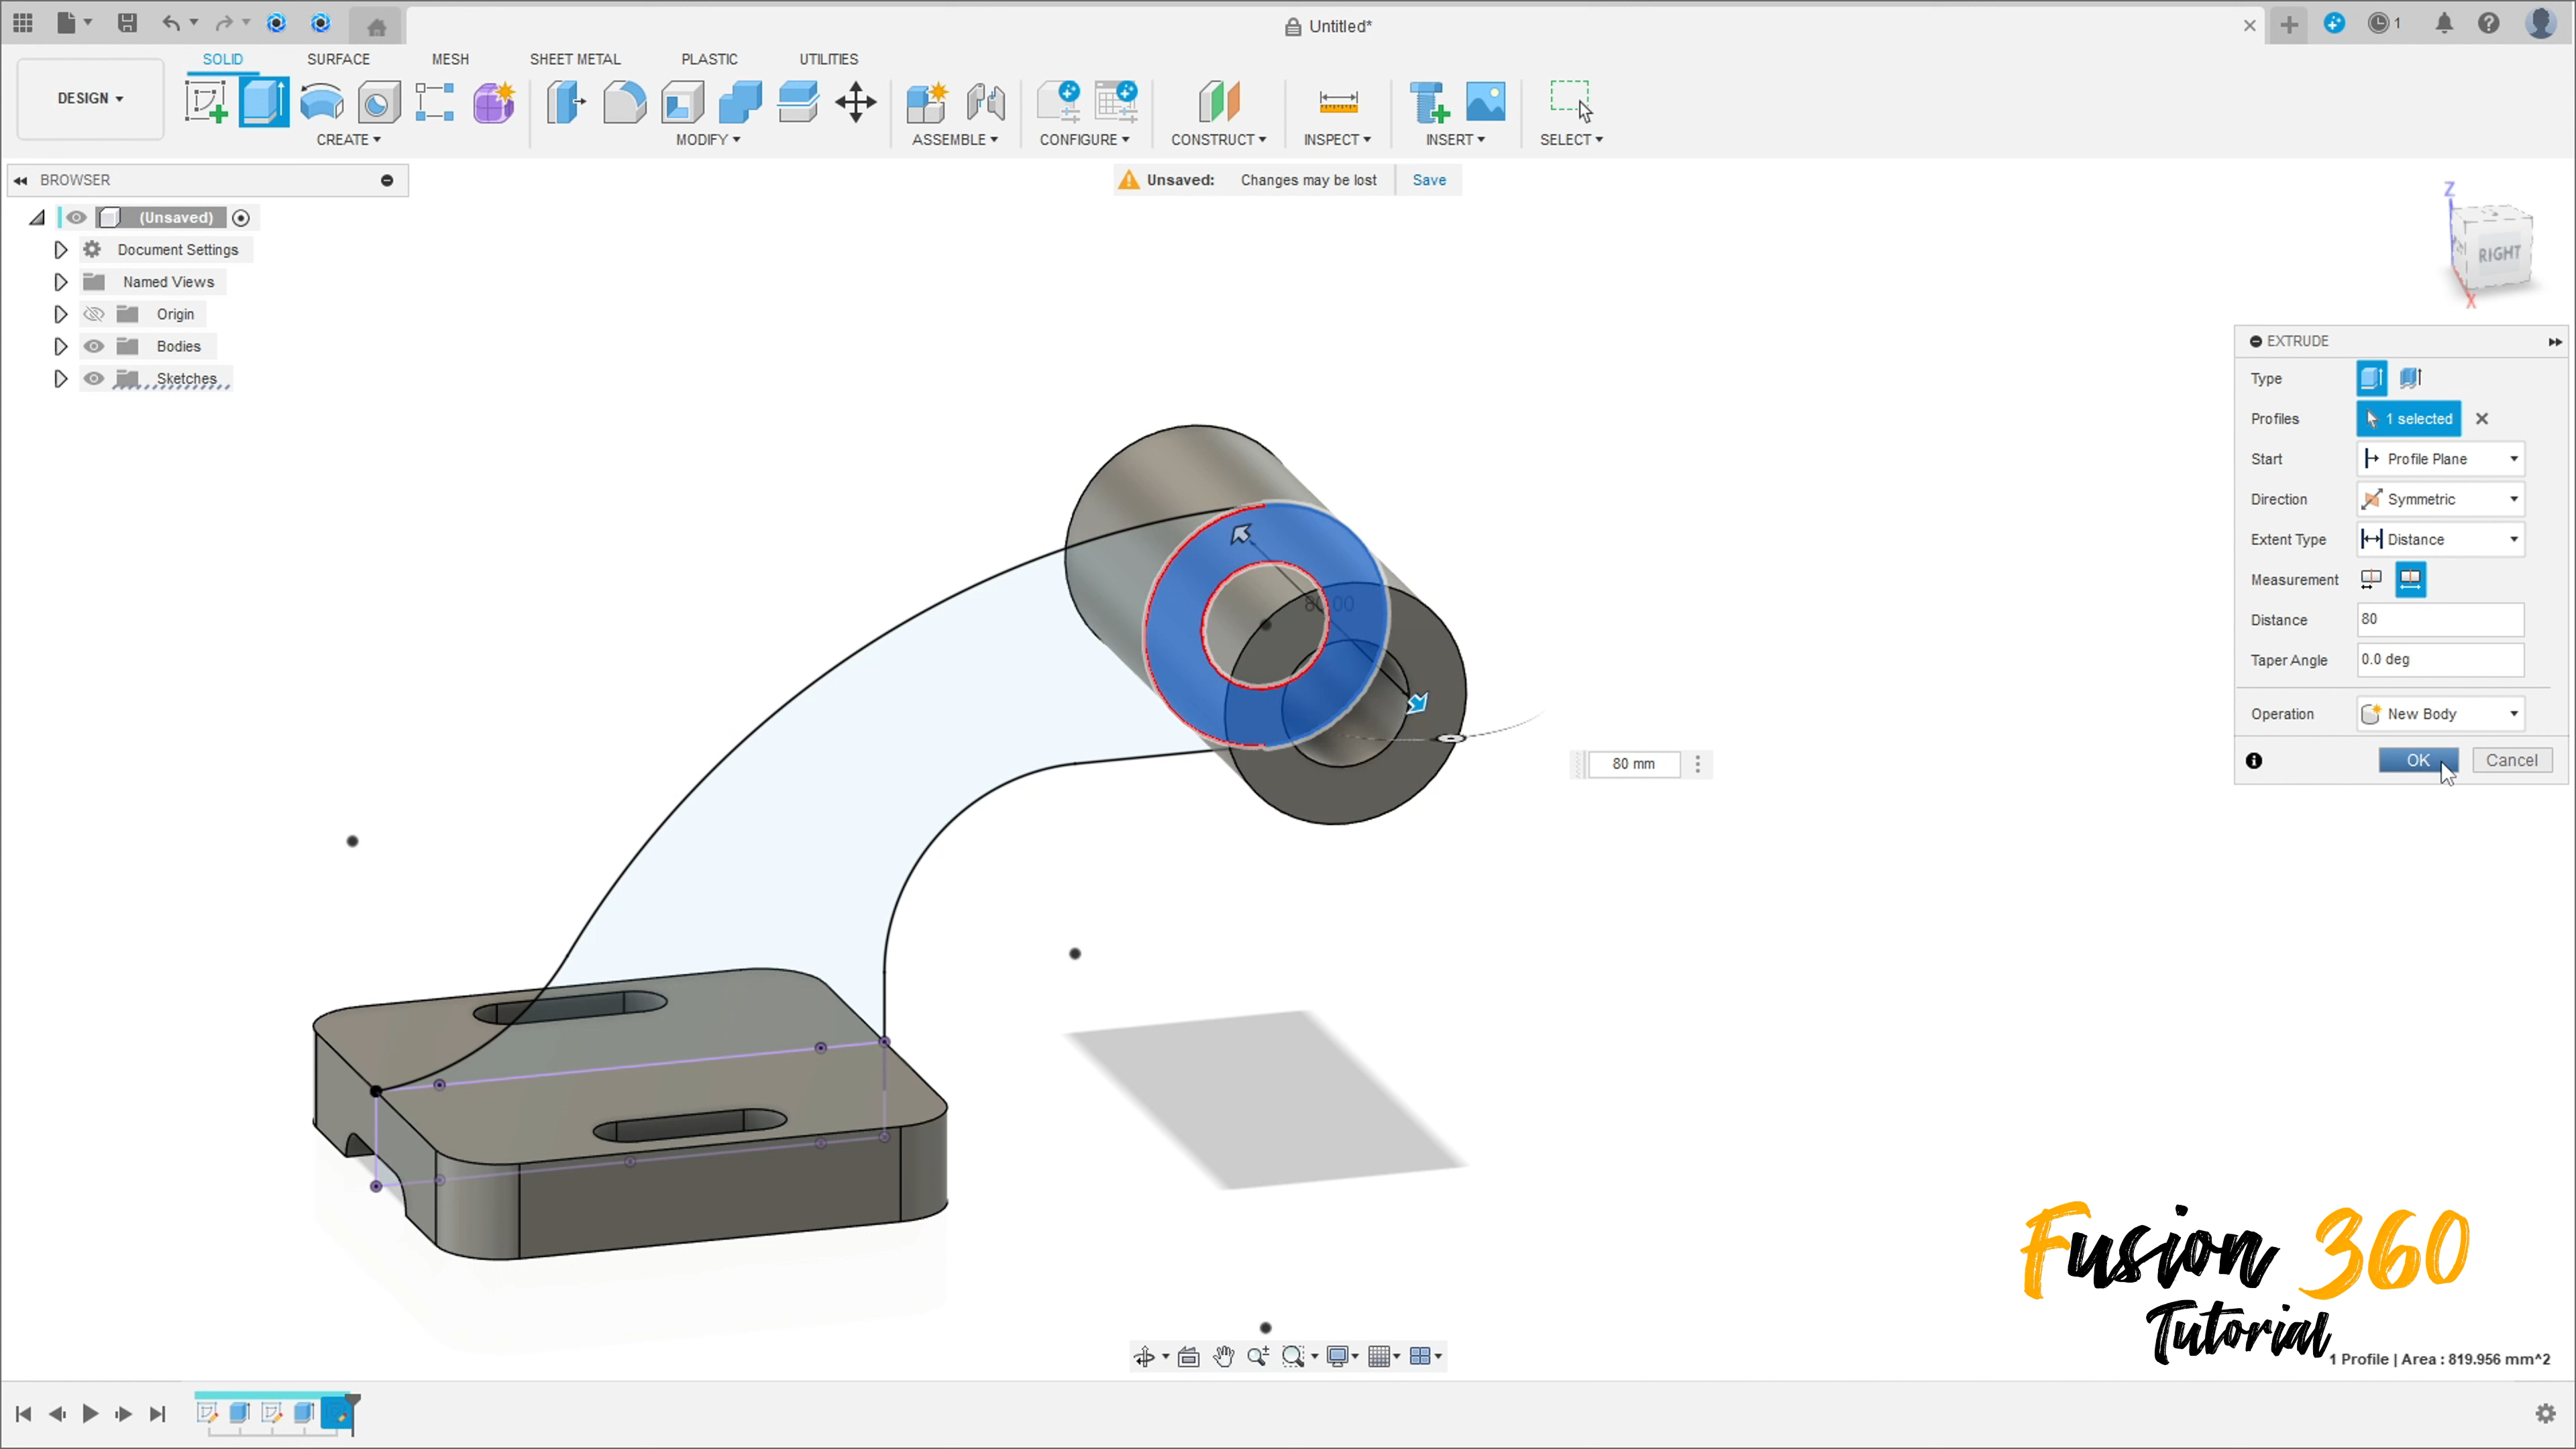 Untitled*
1
SOLID
SURFACE
MESH
SHEET METAL
PLASTIC
UTILITIES
DESIGN
CREATE
MODIFY
ASSEMBLE
CONFIGURE
CONSTRUCT
INSPECT
INSERT
SELECT
BROWSER
Unsaved: Changes may be lost Save
(Unsaved)
Document Settings
Named Views
Origin
Bodies
Sketches
Z
RIGHT
X
EXTRUDE
Type
Profiles 1 selected
Start Profile Plane
Direction Symmetric
Extent Type Distance
Measurement
Distance 80
Taper Angle 0.0 deg
Operation New Body
OK Cancel
80.00
80 mm
Fusion 360
Tutorial
1 Profile | Area : 819.956 mm^2